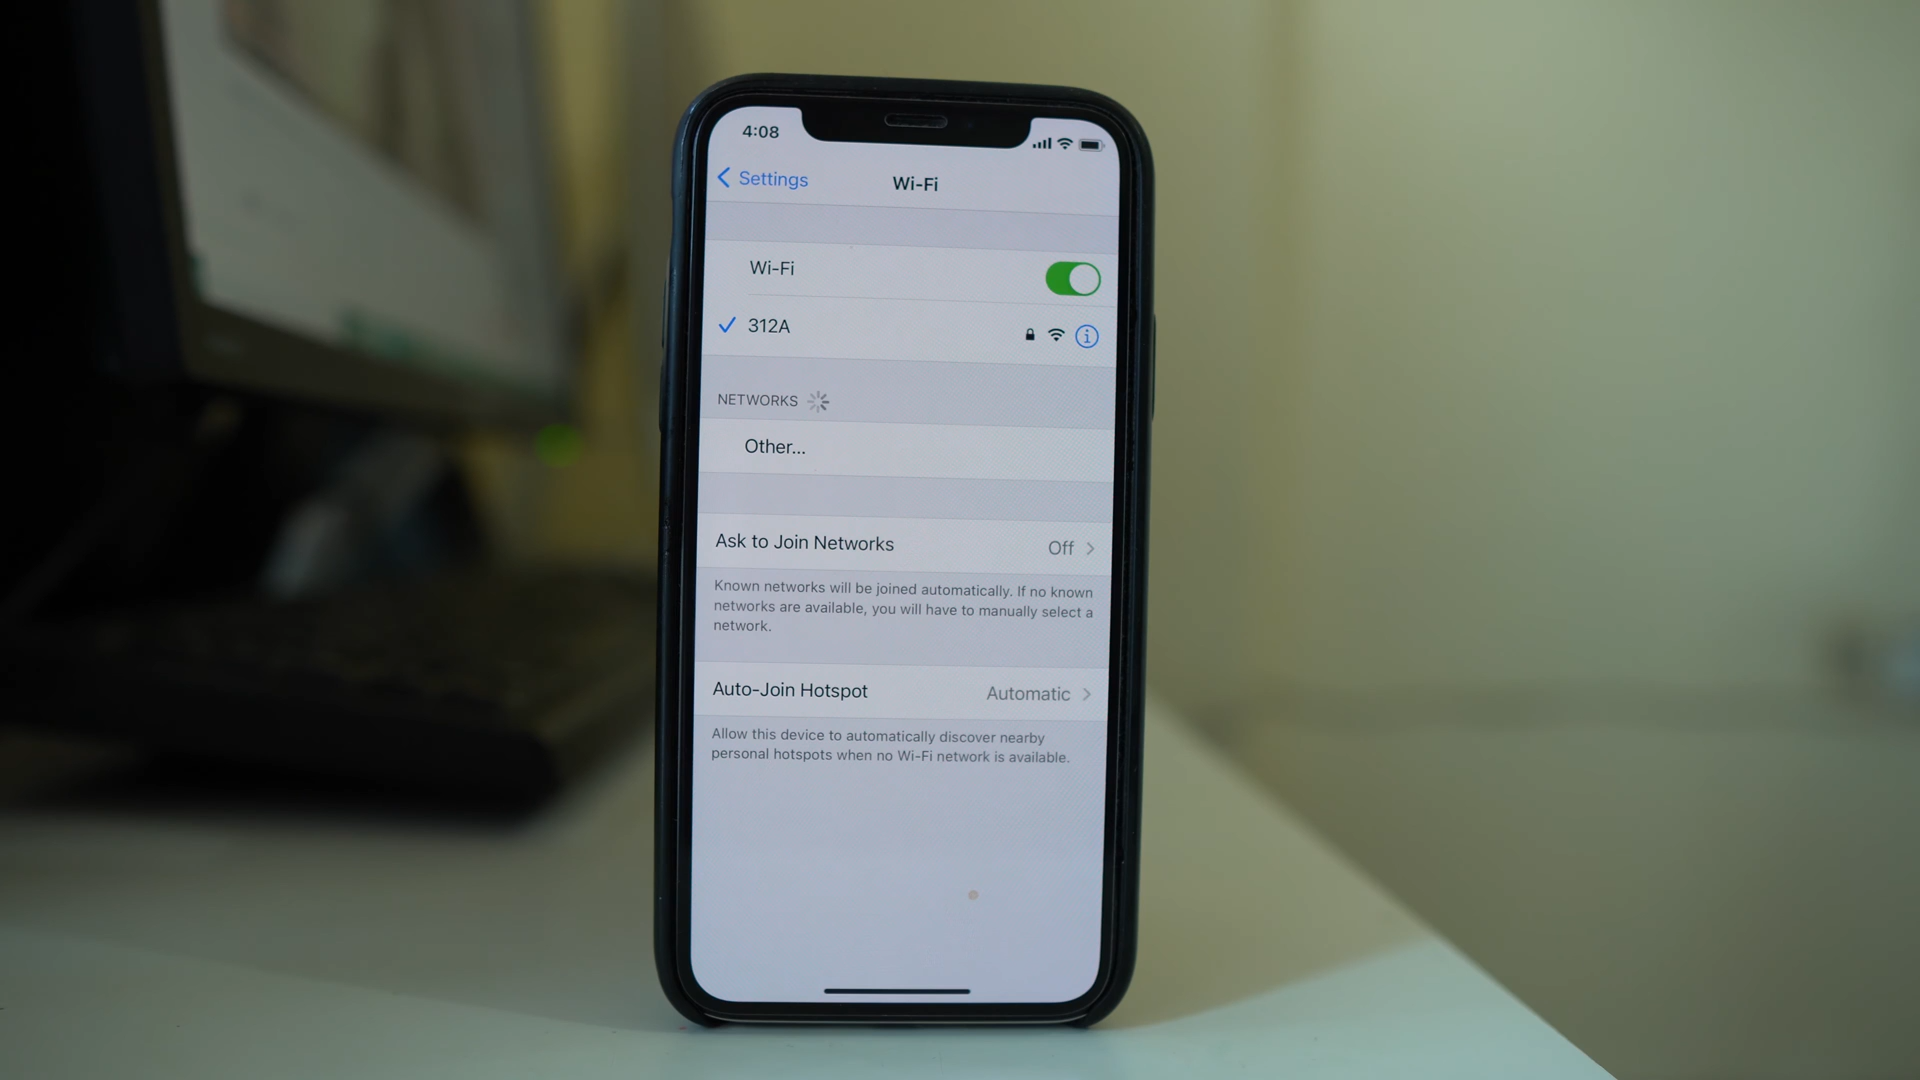 4:08
Settings
Wi-Fi
Wi-Fi
312A
NETWORKS
Other...
Ask to Join Networks Off
Known networks will be joined automatically. If no known
networks are available, you will have to manually select a
network.
Auto-Join Hotspot Automatic
Allow this device to automatically discover nearby
personal hotspots when no Wi-Fi network is available.